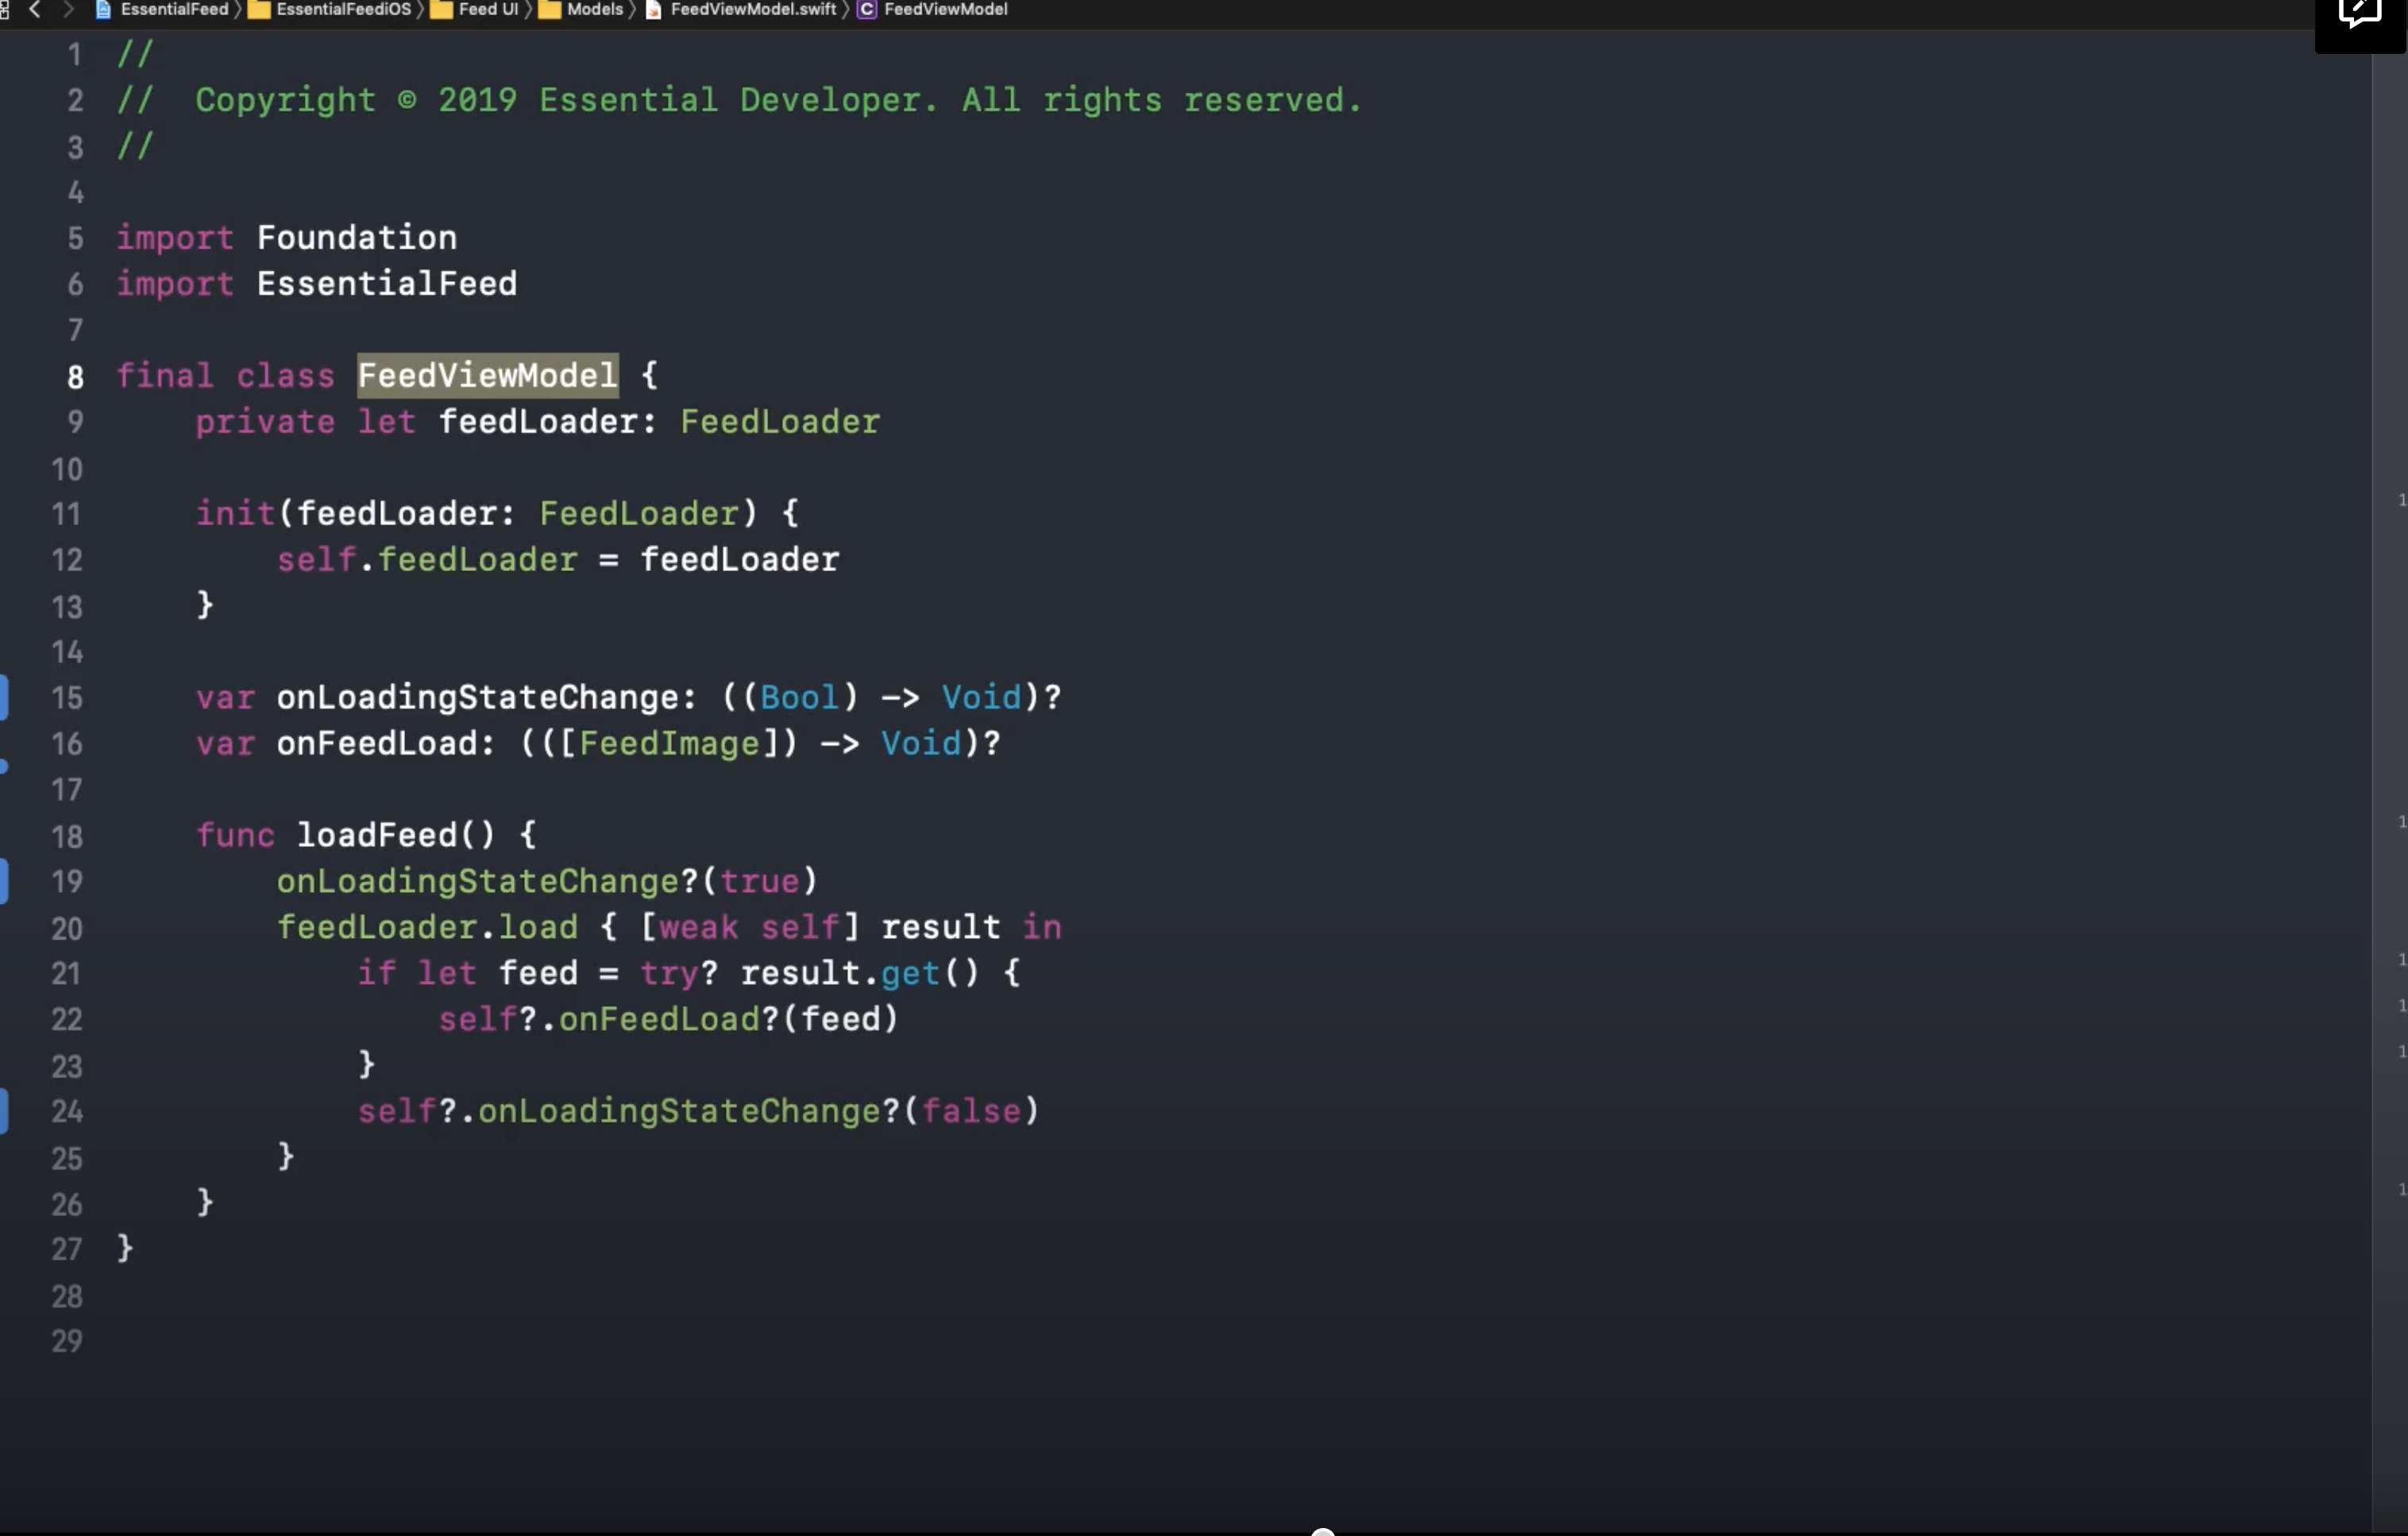 EssentialFeed 〉 EssentialFeediOS 〉 Feed UI 〉 Models 〉 FeedViewModel.swift 〉 C FeedViewModel
1 //
2 //  Copyright © 2019 Essential Developer. All rights reserved.
3 //
4
5 import Foundation
6 import EssentialFeed
7
8 final class FeedViewModel {
9     private let feedLoader: FeedLoader
10
11     init(feedLoader: FeedLoader) {
12         self.feedLoader = feedLoader
13     }
14
15     var onLoadingStateChange: ((Bool) -> Void)?
16     var onFeedLoad: (([FeedImage]) -> Void)?
17
18     func loadFeed() {
19         onLoadingStateChange?(true)
20         feedLoader.load { [weak self] result in
21             if let feed = try? result.get() {
22                 self?.onFeedLoad?(feed)
23             }
24             self?.onLoadingStateChange?(false)
25         }
26     }
27 }
28
29